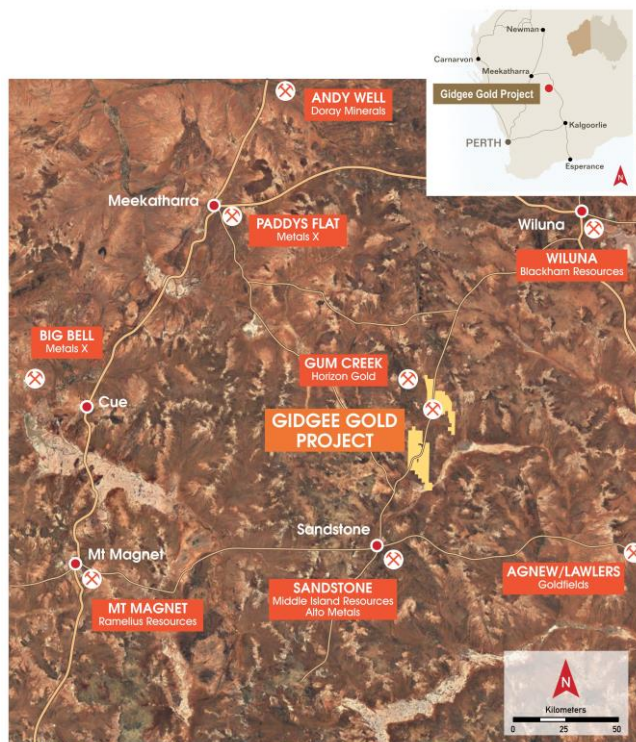 Newman
Carnarvon
Meekatharra
Gidgee Gold Project
Kalgoorlie
PERTH
Esperance
N
ANDY WELL
Doray Minerals
Meekatharra
PADDYS FLAT
Metals X
Wiluna
WILUNA
Blackham Resources
BIG BELL
Metals X
GUM CREEK
Horizon Gold
Cue
GIDGEE GOLD
PROJECT
Sandstone
Mt Magnet
MT MAGNET
Ramelius Resources
SANDSTONE
Middle Island Resources
Alto Metals
AGNEW/LAWLERS
Goldfields
N
Kilometers
0 25 50